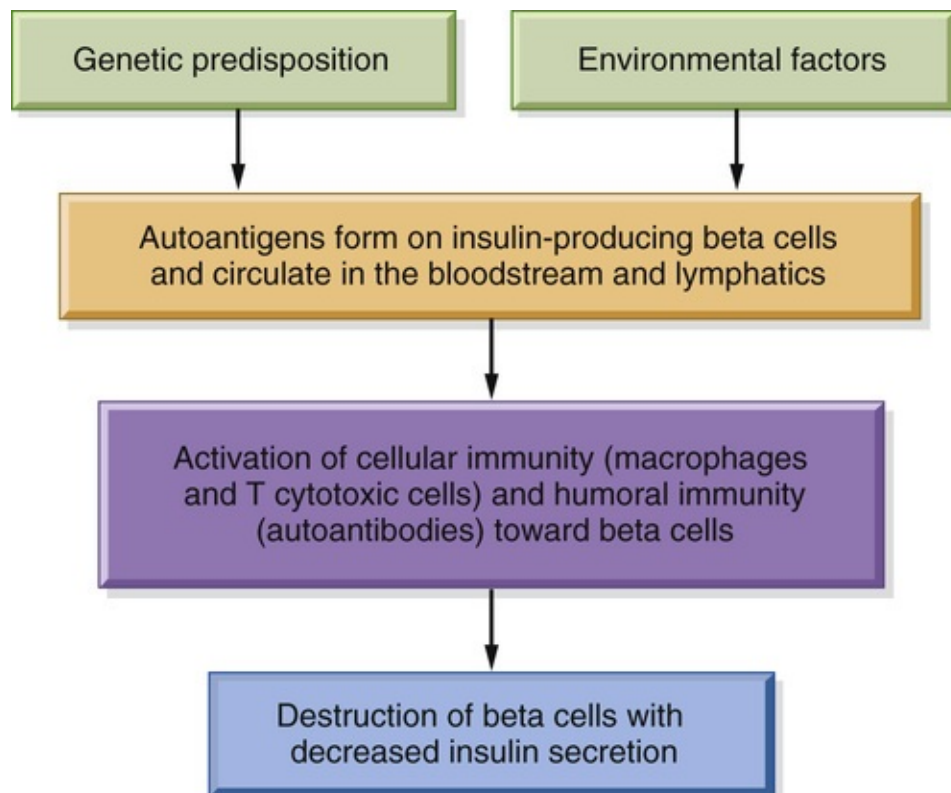 Genetic predisposition
Environmental factors
Autoantigens form on insulin-producing beta cells
and circulate in the bloodstream and lymphatics
Activation of cellular immunity (macrophages
and T cytotoxic cells) and humoral immunity
(autoantibodies) toward beta cells
Destruction of beta cells with
decreased insulin secretion